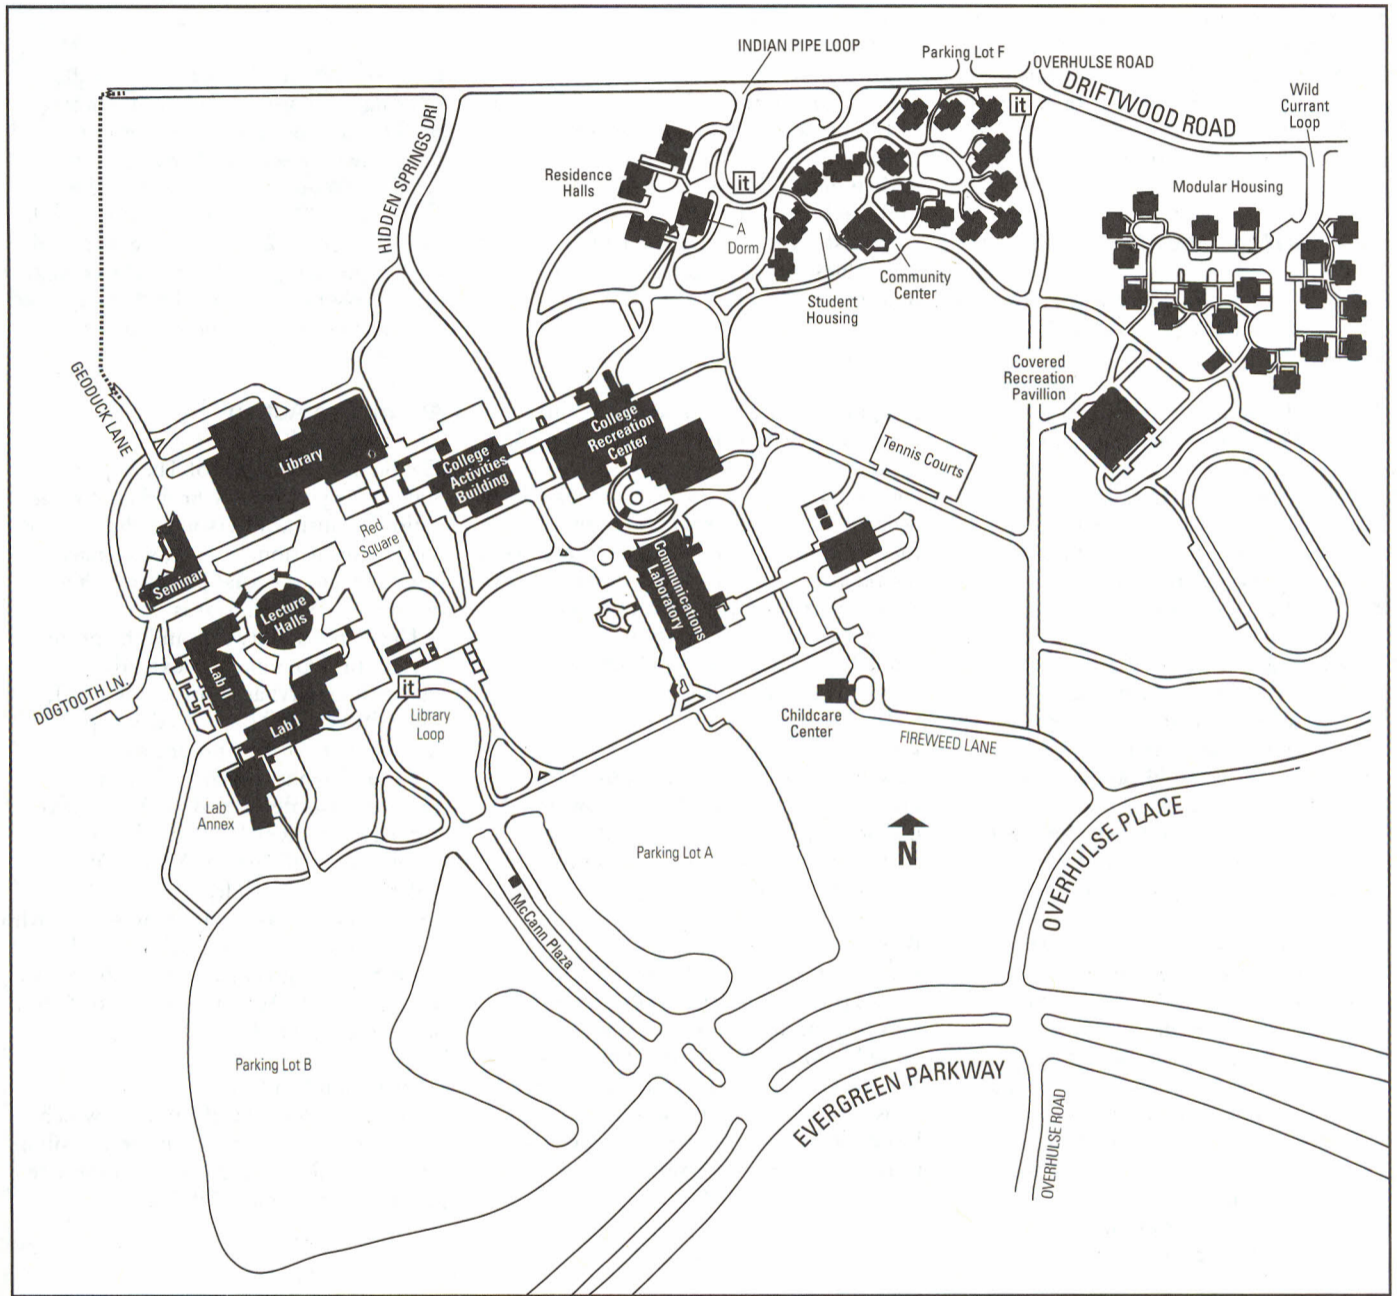 INDIAN PIPE LOOP
Parking Lot F
OVERHULSE ROAD
DRIFTWOOD ROAD
Wild
Currant
Loop
it
HIDDEN SPRINGS DRI
Residence
Halls
it
A
Dorm
Modular Housing
Community
Center
Student
Housing
Covered
Recreation
Pavillion
GEODUCK LANE
Library
College
Activities
Building
College
Recreation
Center
Tennis Courts
Red
Square
Seminar
Lecture
Halls
Communications
Laboratory
Lab II
DOGTOOTH LN.
it
Library
Loop
Lab I
Childcare
Center
FIREWEED LANE
Lab
Annex
OVERHULSE PLACE
N
Parking Lot A
McCann Plaza
Parking Lot B
EVERGREEN PARKWAY
OVERHULSE ROAD